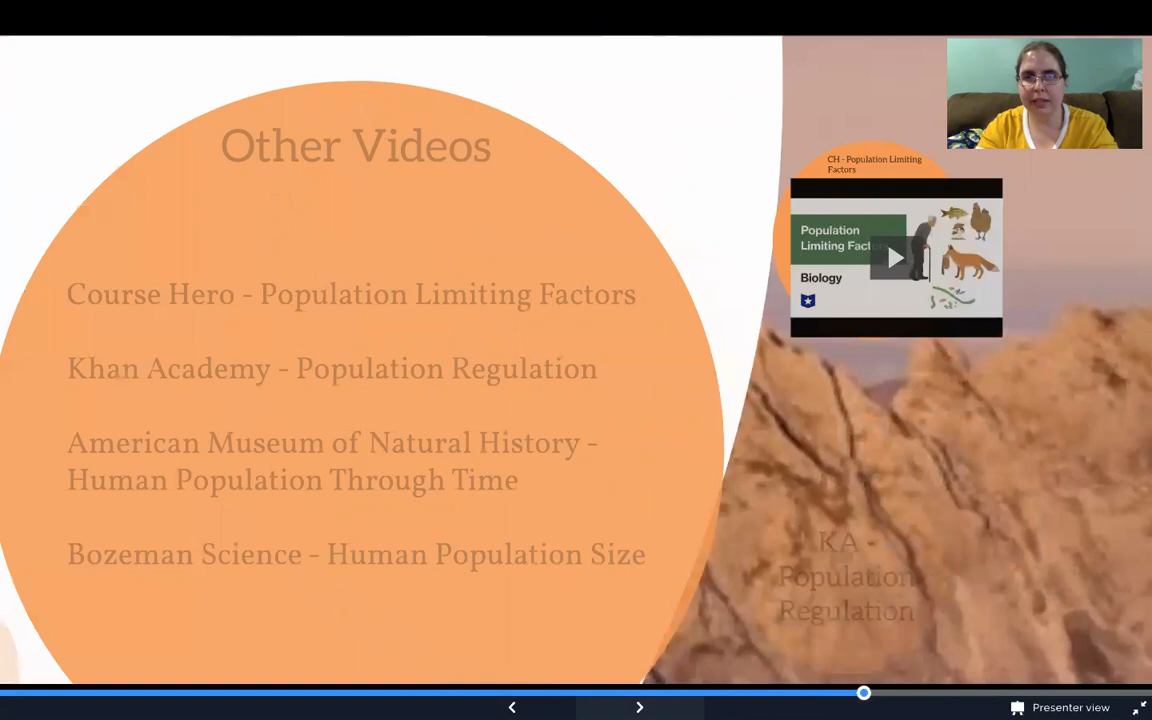 Other Videos
Course Hero - Population Limiting Factors
Khan Academy - Population Regulation
American Museum of Natural History -
Human Population Through Time
Bozeman Science - Human Population Size
CH - Population Limiting
Factors
Population
Limiting
Biology
KA -
Population
Regulation
Presenter view